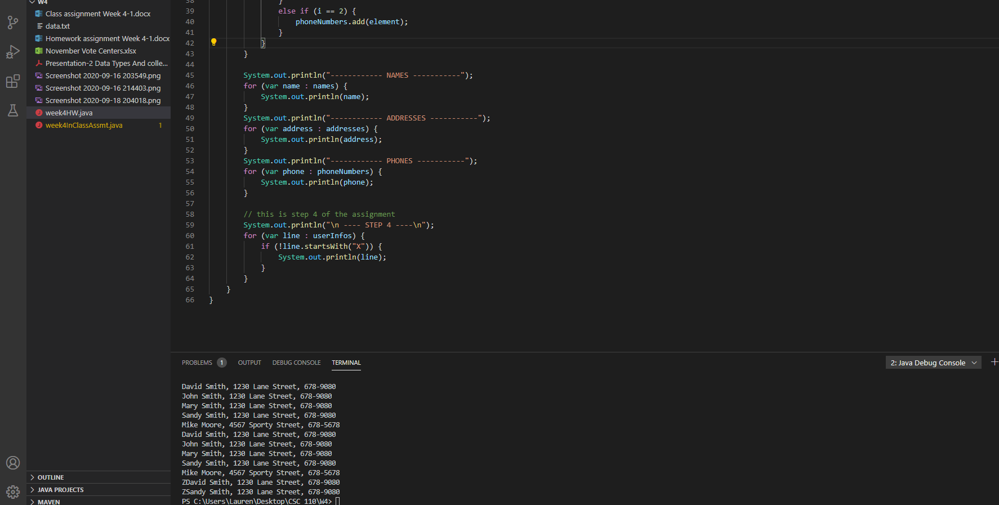 W4
Class assignment Week 4-1.docx
data.txt
Homework assignment Week 4-1.docx
November Vote Centers.xlsx
Presentation-2 Data Types And colle...
Screenshot 2020-09-16 203549.png
Screenshot 2020-09-16 214403.png
Screenshot 2020-09-18 204018.png
week4HW.java
week4InClassAssmt.java 1
OUTLINE
JAVA PROJECTS
MAVEN
38 }
39 else if (i == 2) {
40 phoneNumbers.add(element);
41 }
42 }
43 }
44
45 System.out.println("------------ NAMES -----------");
46 for (var name : names) {
47 System.out.println(name);
48 }
49 System.out.println("------------ ADDRESSES -----------");
50 for (var address : addresses) {
51 System.out.println(address);
52 }
53 System.out.println("------------ PHONES -----------");
54 for (var phone : phoneNumbers) {
55 System.out.println(phone);
56 }
57
58 // this is step 4 of the assignment
59 System.out.println("\n ---- STEP 4 ----\n");
60 for (var line : userInfos) {
61 if (!line.startsWith("X")) {
62 System.out.println(line);
63 }
64 }
65 }
66 }
PROBLEMS 1 OUTPUT DEBUG CONSOLE TERMINAL 2: Java Debug Console
David Smith, 1230 Lane Street, 678-9080
John Smith, 1230 Lane Street, 678-9080
Mary Smith, 1230 Lane Street, 678-9080
Sandy Smith, 1230 Lane Street, 678-9080
Mike Moore, 4567 Sporty Street, 678-5678
David Smith, 1230 Lane Street, 678-9080
John Smith, 1230 Lane Street, 678-9080
Mary Smith, 1230 Lane Street, 678-9080
Sandy Smith, 1230 Lane Street, 678-9080
Mike Moore, 4567 Sporty Street, 678-5678
ZDavid Smith, 1230 Lane Street, 678-9080
ZSandy Smith, 1230 Lane Street, 678-9080
PS C:\Users\Lauren\Desktop\CSC 110\W4>